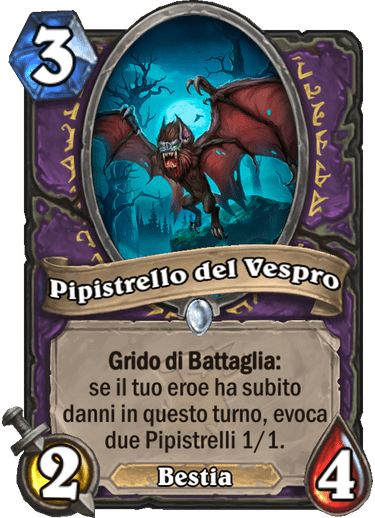 3
Pipistrello del Vespro
Grido di Battaglia:
se il tuo eroe ha subito
danni in questo turno, evoca
due Pipistrelli 1/1.
2
Bestia
4